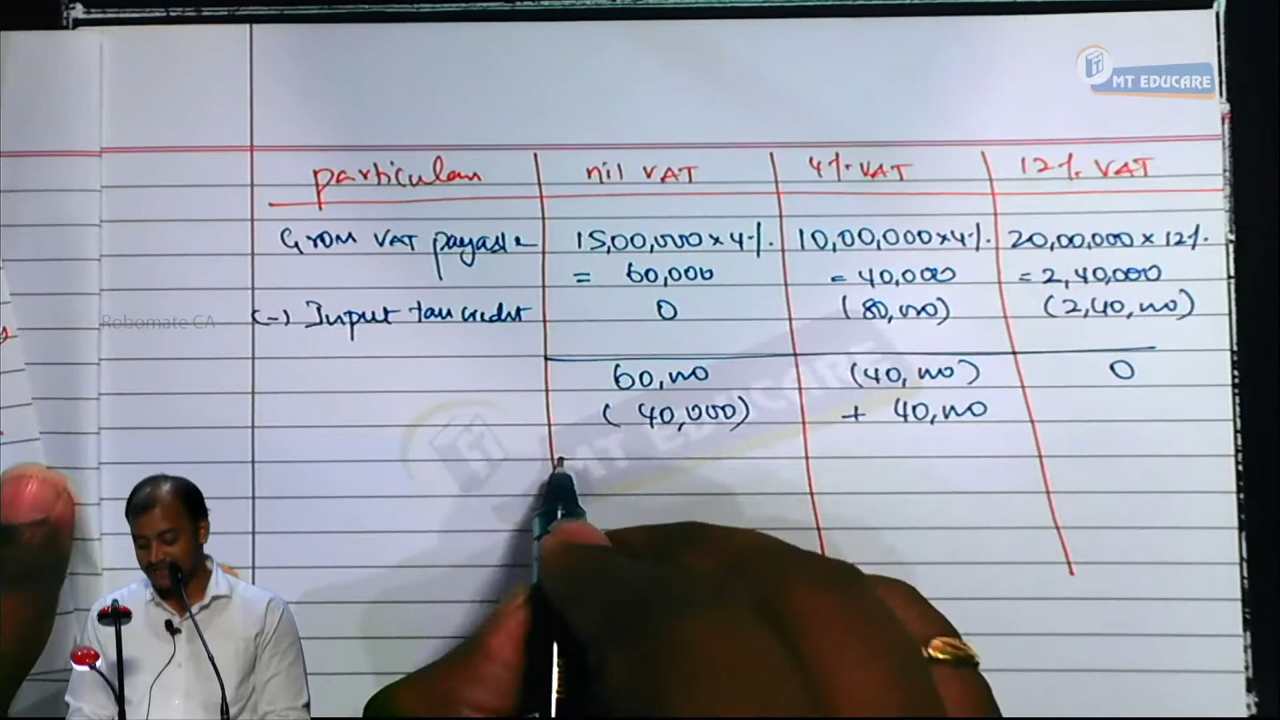 MT EDUCARE
particulars nil VAT 4% VAT 12% VAT
Gross VAT payable 15,00,000 x 4% 10,00,000 x 4% 20,00,000 x 12%
= 60,000 = 40,000 = 2,40,000
Robomate CA (-) Input tax credit 0 (80,000) (2,40,000)
60,000 (40,000) 0
(40,000) + 40,000
MT EDUCARE